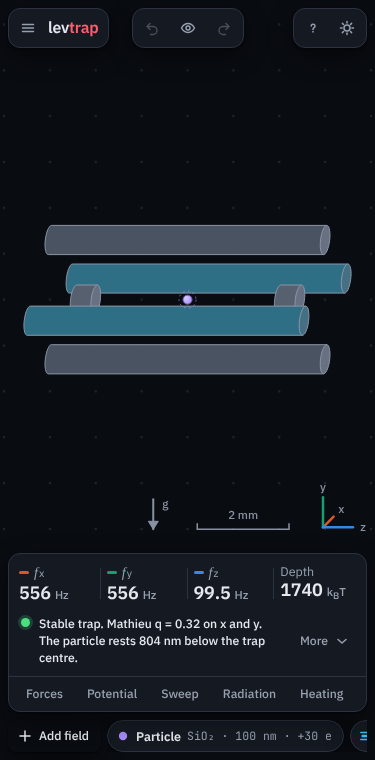 levtrap
?
g
2 mm
y
x
z
fx
fy
fz
Depth
556 Hz
556 Hz
99.5 Hz
1740 kBT
Stable trap. Mathieu q = 0.32 on x and y.
The particle rests 804 nm below the trap
centre.
More
Forces Potential Sweep Radiation Heating
+ Add field
Particle SiO₂ · 100 nm · +30 e